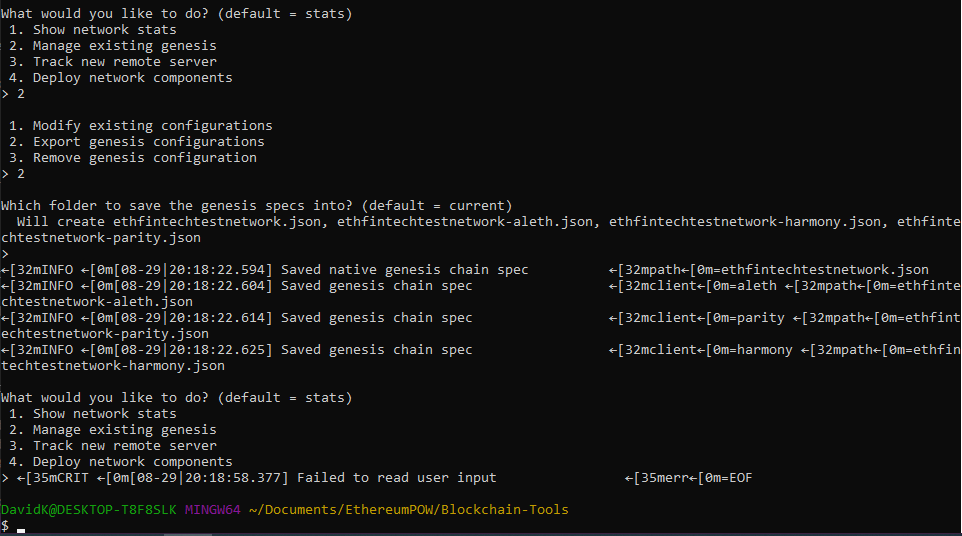 What would you like to do? (default = stats)
 1. Show network stats
 2. Manage existing genesis
 3. Track new remote server
 4. Deploy network components
> 2

 1. Modify existing configurations
 2. Export genesis configurations
 3. Remove genesis configuration
> 2

Which folder to save the genesis specs into? (default = current)
  Will create ethfintechtestnetwork.json, ethfintechtestnetwork-aleth.json, ethfintechtestnetwork-harmony.json, ethfinte
chtestnetwork-parity.json
>
←[32mINFO ←[0m[08-29|20:18:22.594] Saved native genesis chain spec          ←[32mpath←[0m=ethfintechtestnetwork.json
←[32mINFO ←[0m[08-29|20:18:22.604] Saved genesis chain spec                 ←[32mclient←[0m=aleth ←[32mpath←[0m=ethfinte
chtestnetwork-aleth.json
←[32mINFO ←[0m[08-29|20:18:22.614] Saved genesis chain spec                 ←[32mclient←[0m=parity ←[32mpath←[0m=ethfint
echtestnetwork-parity.json
←[32mINFO ←[0m[08-29|20:18:22.625] Saved genesis chain spec                 ←[32mclient←[0m=harmony ←[32mpath←[0m=ethfin
techtestnetwork-harmony.json

What would you like to do? (default = stats)
 1. Show network stats
 2. Manage existing genesis
 3. Track new remote server
 4. Deploy network components
> ←[35mCRIT ←[0m[08-29|20:18:58.377] Failed to read user input                ←[35merr←[0m=EOF

DavidK@DESKTOP-T8F8SLK MINGW64 ~/Documents/EthereumPOW/Blockchain-Tools
$